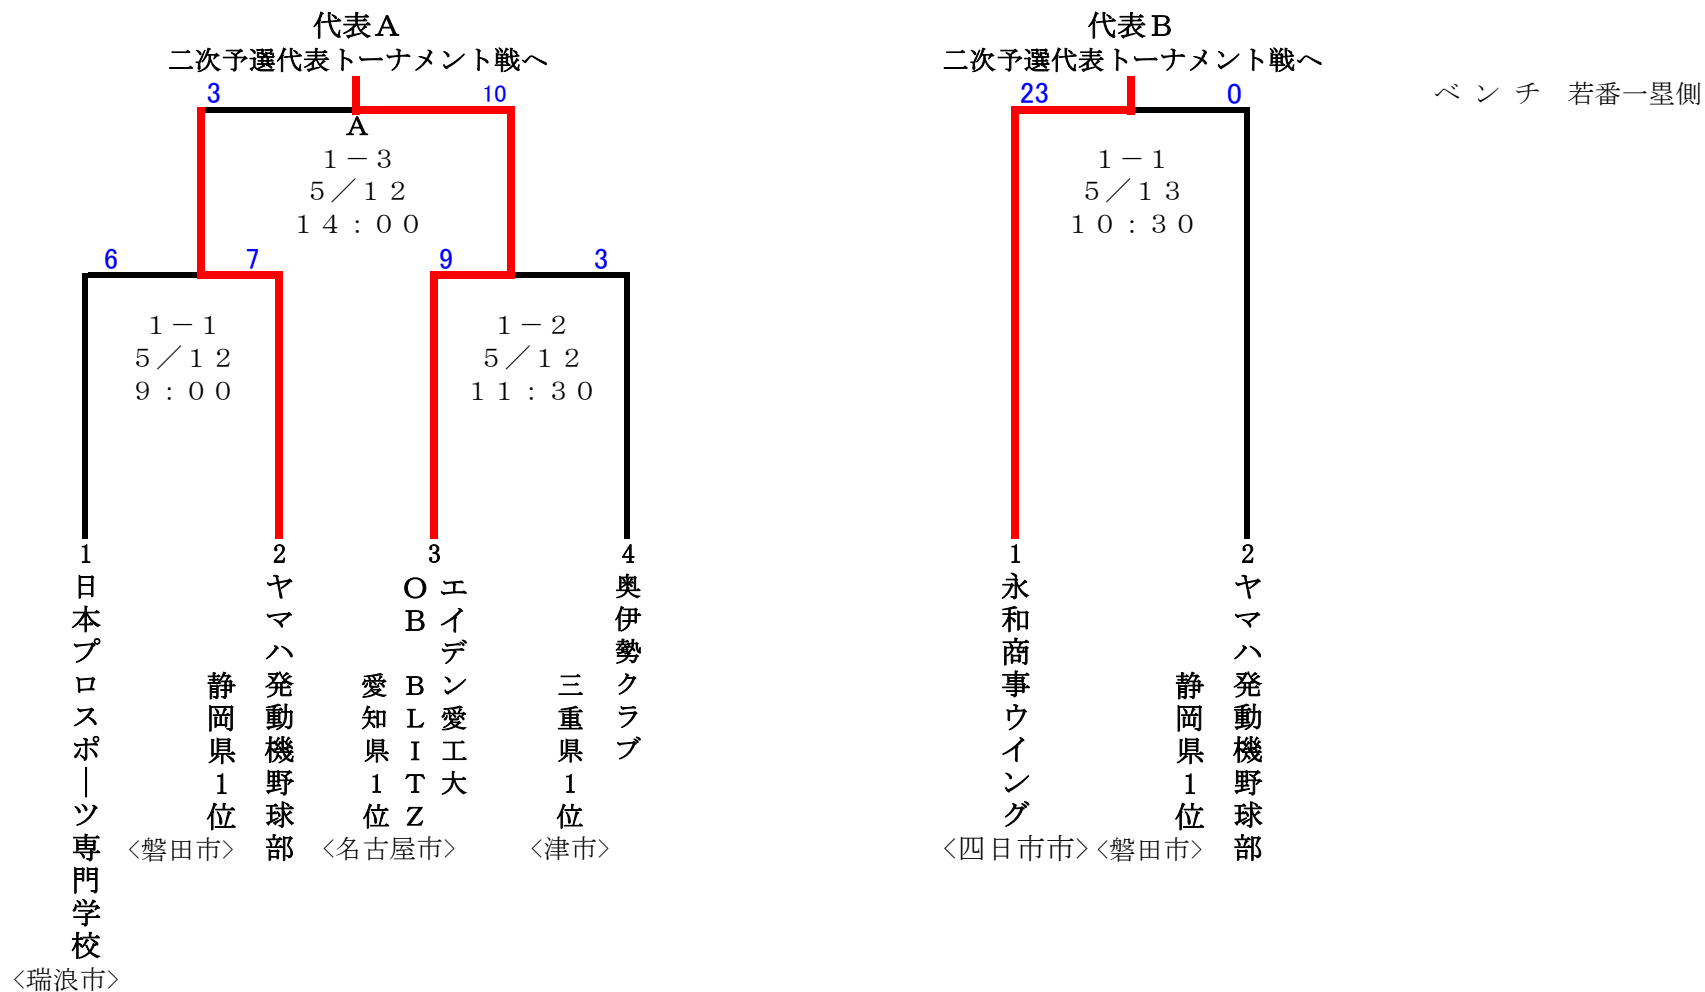 代表A
二次予選代表トーナメント戦へ
3
10
A
1－3
5／12
14：00
6
7
9
3
1－1
5／12
9：00
1－2
5／12
11：30
1
日本プロスポーツ専門学校
<瑞浪市>
2
ヤマハ発動機野球部
静岡県1位
<磐田市>
3
エイデン愛工大
OB BLITZ
愛知県1位
<名古屋市>
4
奥伊勢クラブ
三重県1位
<津市>
代表B
二次予選代表トーナメント戦へ
23
0
1－1
5／13
10：30
1
永和商事ウイング
<四日市市>
2
ヤマハ発動機野球部
静岡県1位
<磐田市>
ベンチ　若番一塁側